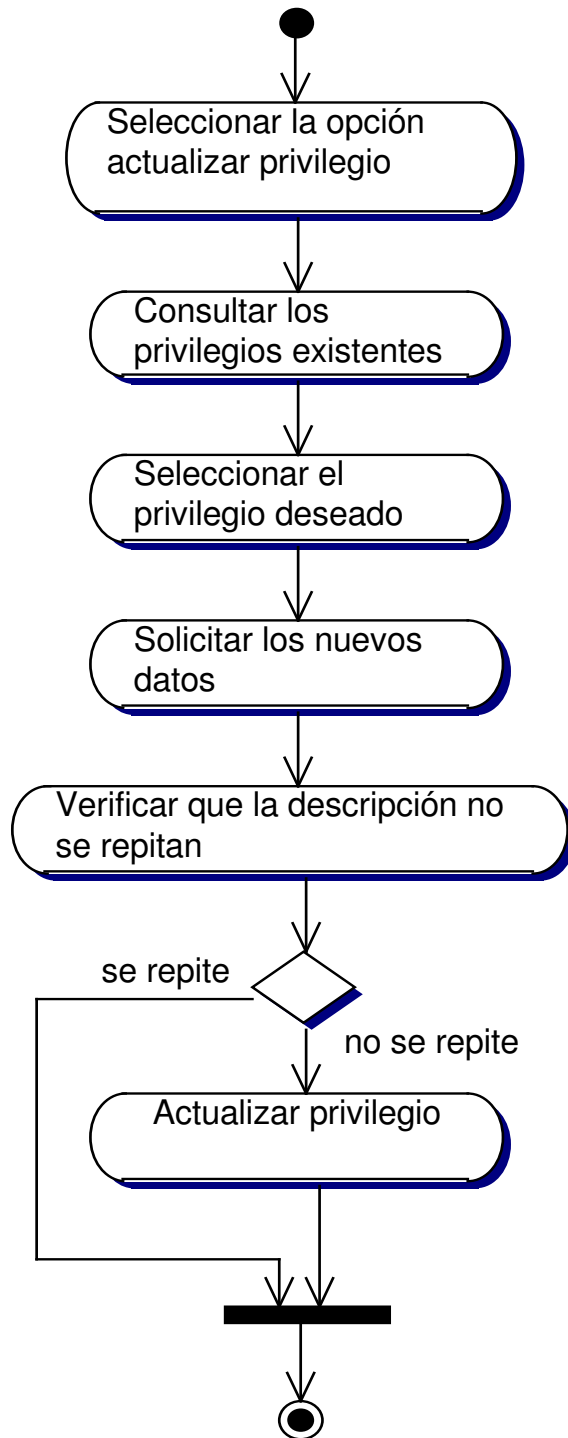 Seleccionar la opción
actualizar privilegio
Consultar los
privilegios existentes
Seleccionar el
privilegio deseado
Solicitar los nuevos
datos
Verificar que la descripción no
se repitan
se repite
no se repite
Actualizar privilegio